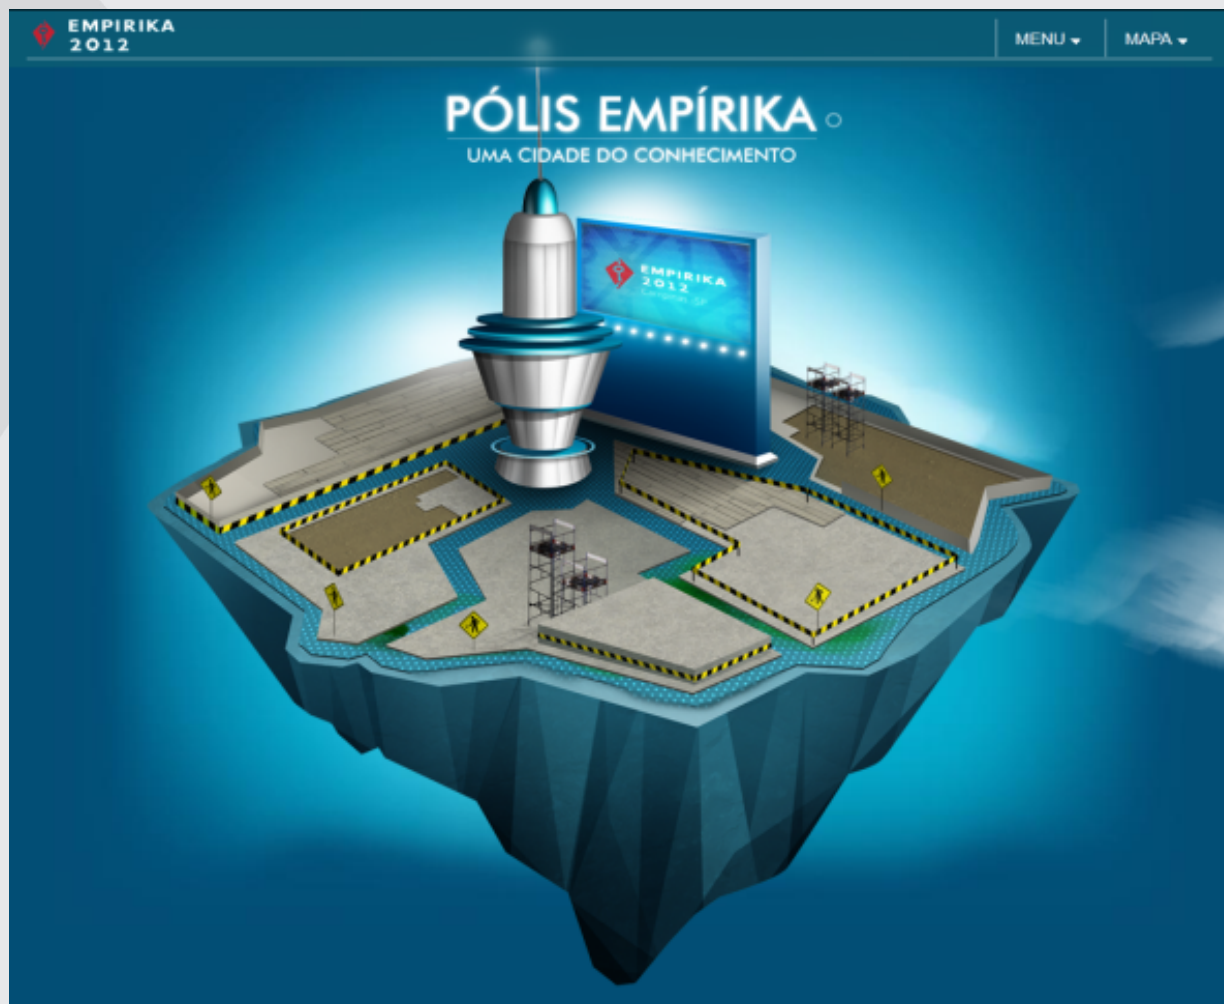 EMPIRIKA
2012
MENU
MAPA
PÓLIS EMPÍRIKA
UMA CIDADE DO CONHECIMENTO
EMPIRIKA
2012